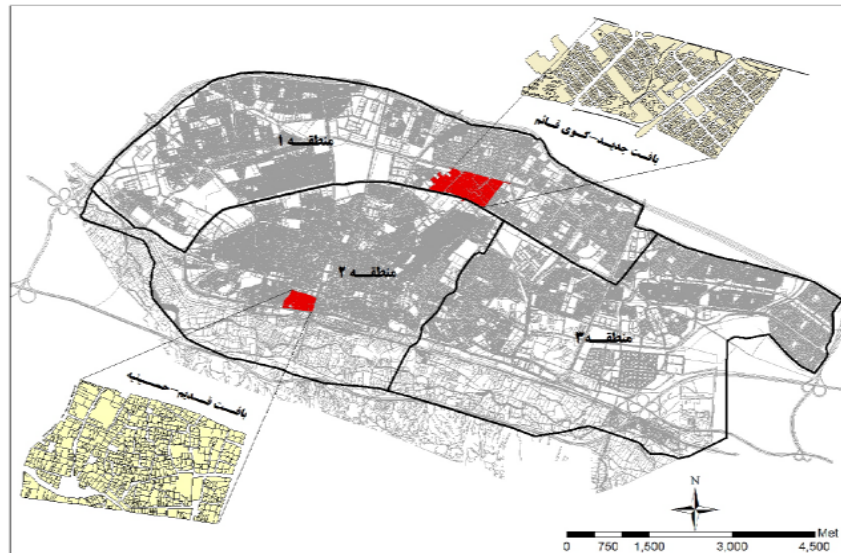 بافت جدید-کوی قائم
منطقه ۱
منطقه ۲
منطقه ۳
بافت قدیم-حسینیه
N
Met
0 750 1,500 3,000 4,500